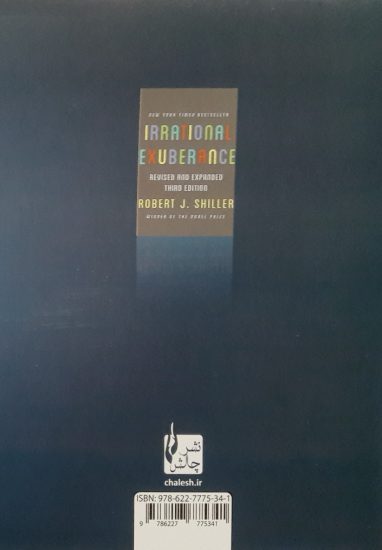 NEW YORK TIMES BESTSELLER
IRRATIONAL
EXUBERANCE
REVISED AND EXPANDED
THIRD EDITION
ROBERT J. SHILLER
WINNER OF THE NOBEL PRIZE
نشر
چالش
chalesh.ir
ISBN: 978-622-7775-34-1
9 786227 775341